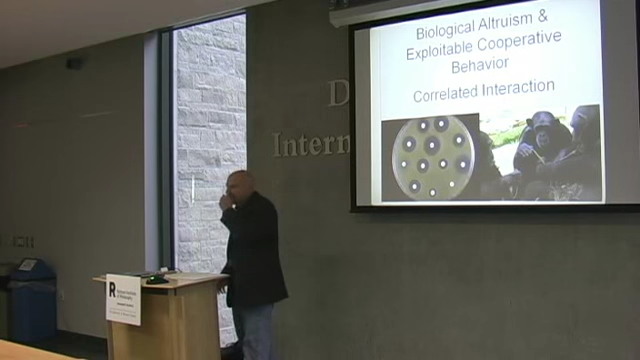 Biological Altruism &
Exploitable Cooperative
Behavior
Correlated Interaction
D
Intern
R